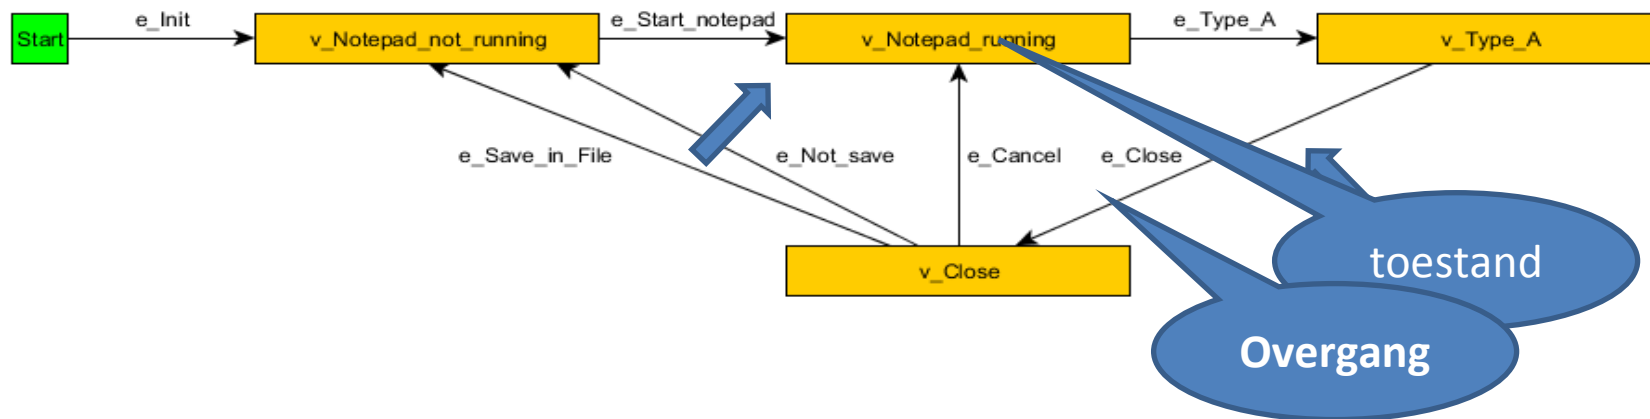 e_Init
e_Start_notepad
e_Type_A
Start
v_Notepad_not_running
v_Notepad_running
v_Type_A
e_Save_in_File
e_Not_save
e_Cancel
e_Close
v_Close
toestand
Overgang